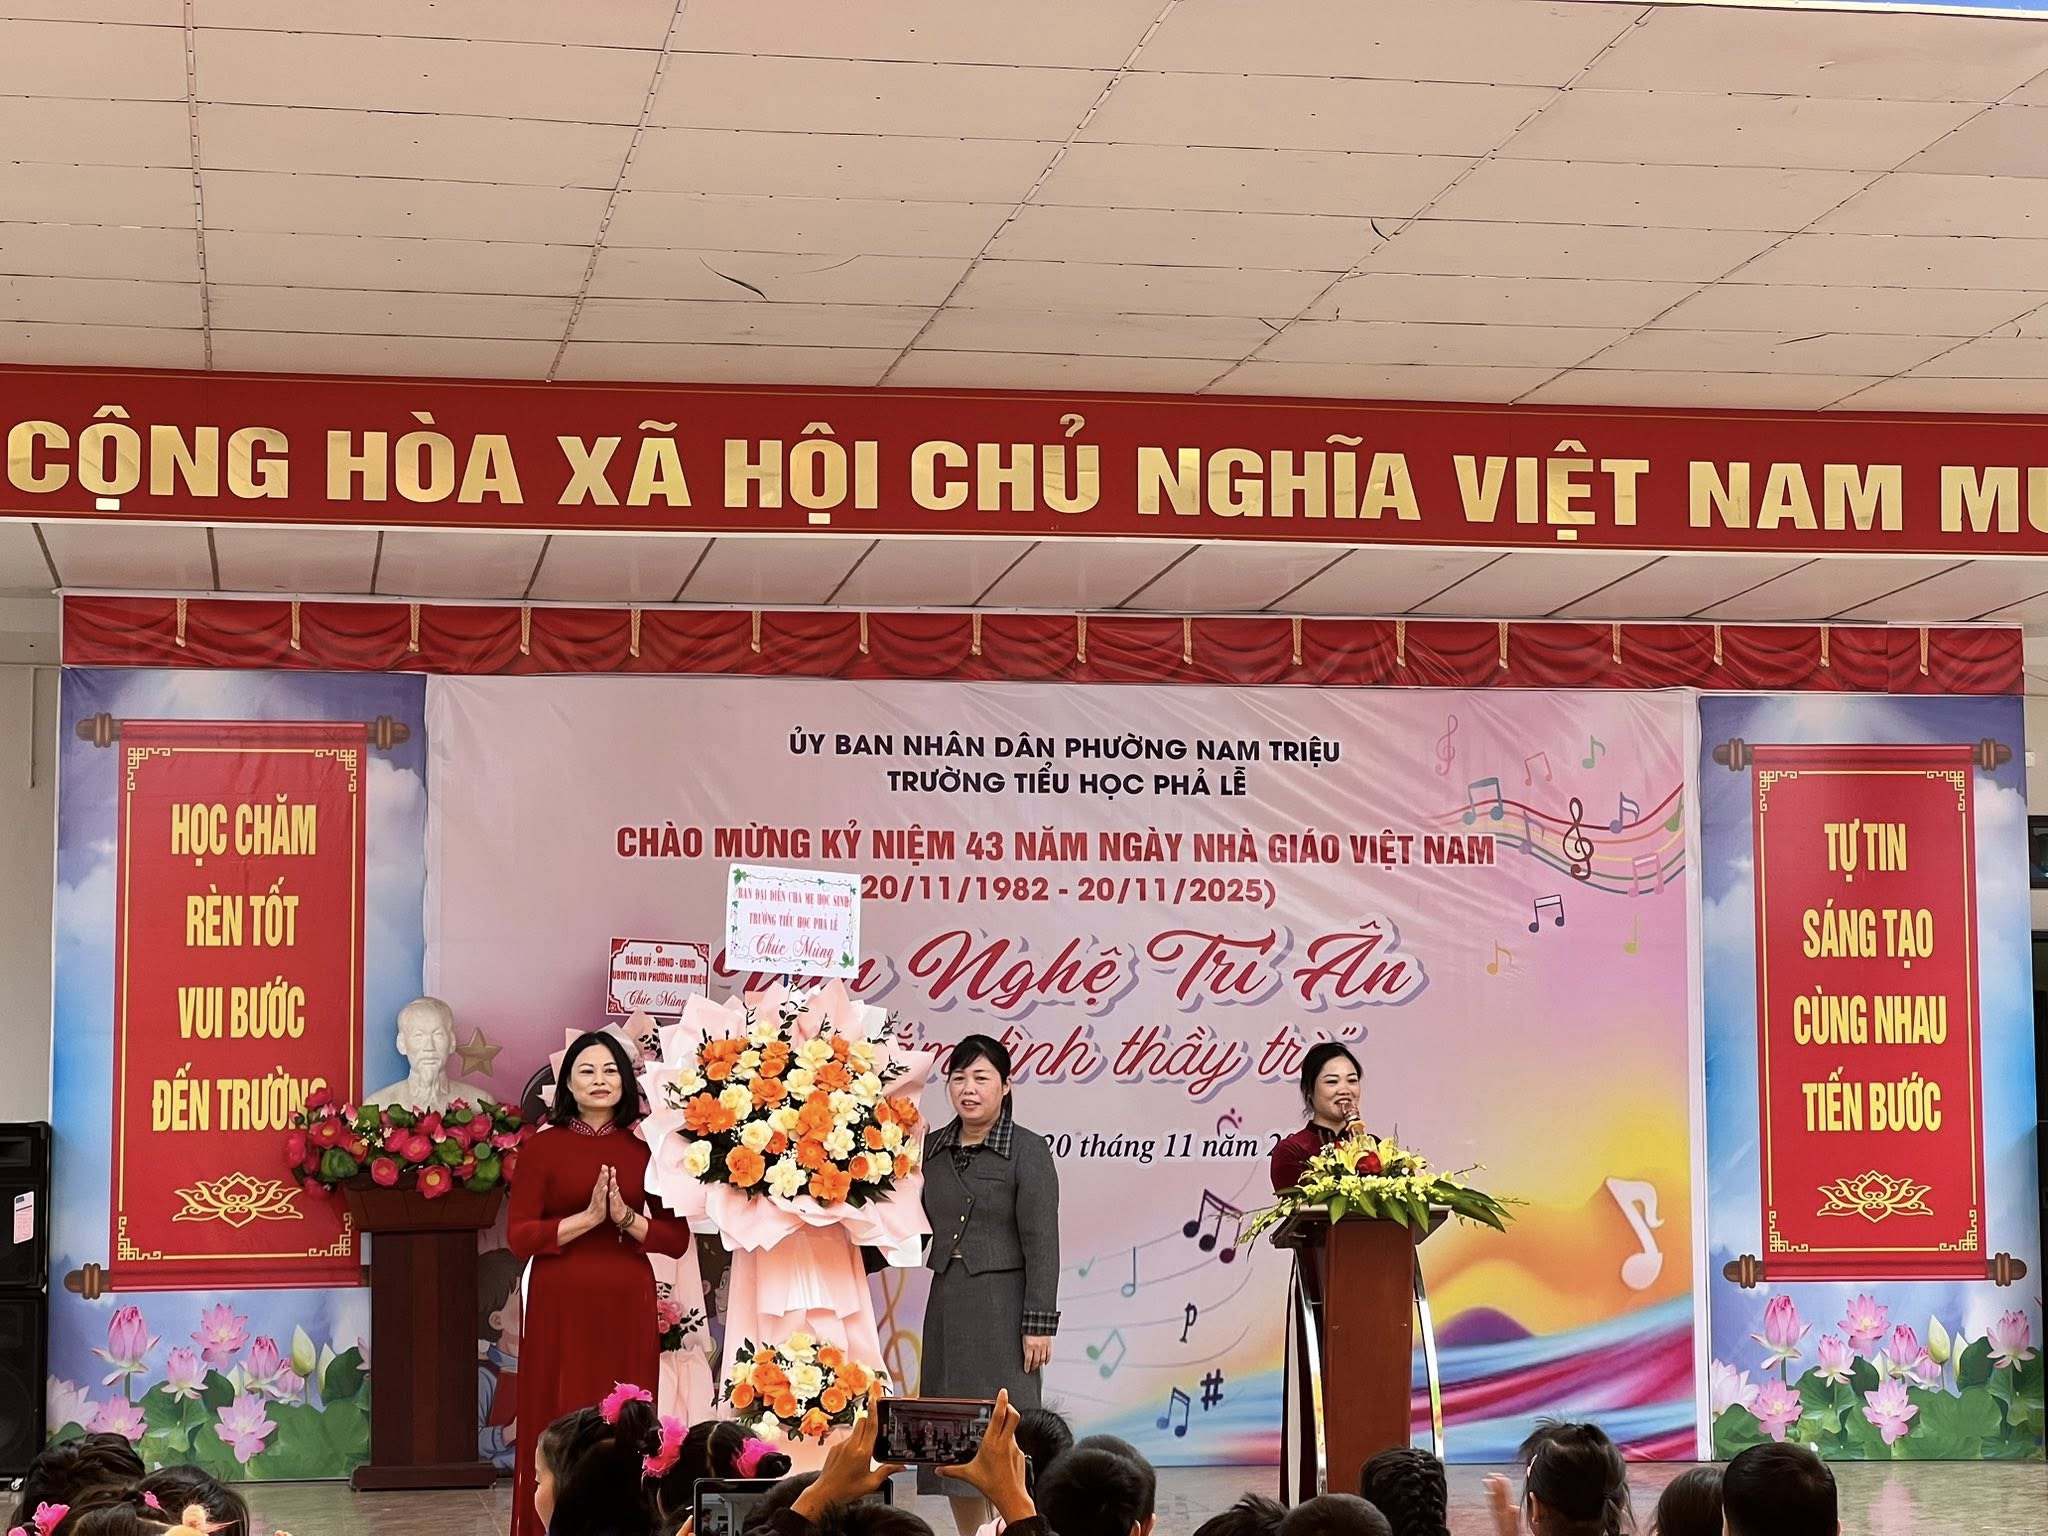 CỘNG HÒA XÃ HỘI CHỦ NGHĨA VIỆT NAM
HỌC CHĂM
RÈN TỐT
VUI BƯỚC
ĐẾN TRƯỜNG
ỦY BAN NHÂN DÂN PHƯỜNG NAM TRIỆU
TRƯỜNG TIỂU HỌC PHẢ LỄ
CHÀO MỪNG KỶ NIỆM 43 NĂM NGÀY NHÀ GIÁO VIỆT NAM
20/11/1982 - 20/11/2025)
Nghệ Tri Ân
tình thầy trò"
20 tháng 11 năm
BAN ĐẠI DIỆN CHA MẸ HỌC SINH
TRƯỜNG TIỂU HỌC PHẢ LỄ
Chúc Mừng
ĐẢNG UỶ - HĐND - UBND
UBMTTQ VN PHƯỜNG NAM TRIỆU
Chúc Mừng
TỰ TIN
SÁNG TẠO
CÙNG NHAU
TIẾN BƯỚC